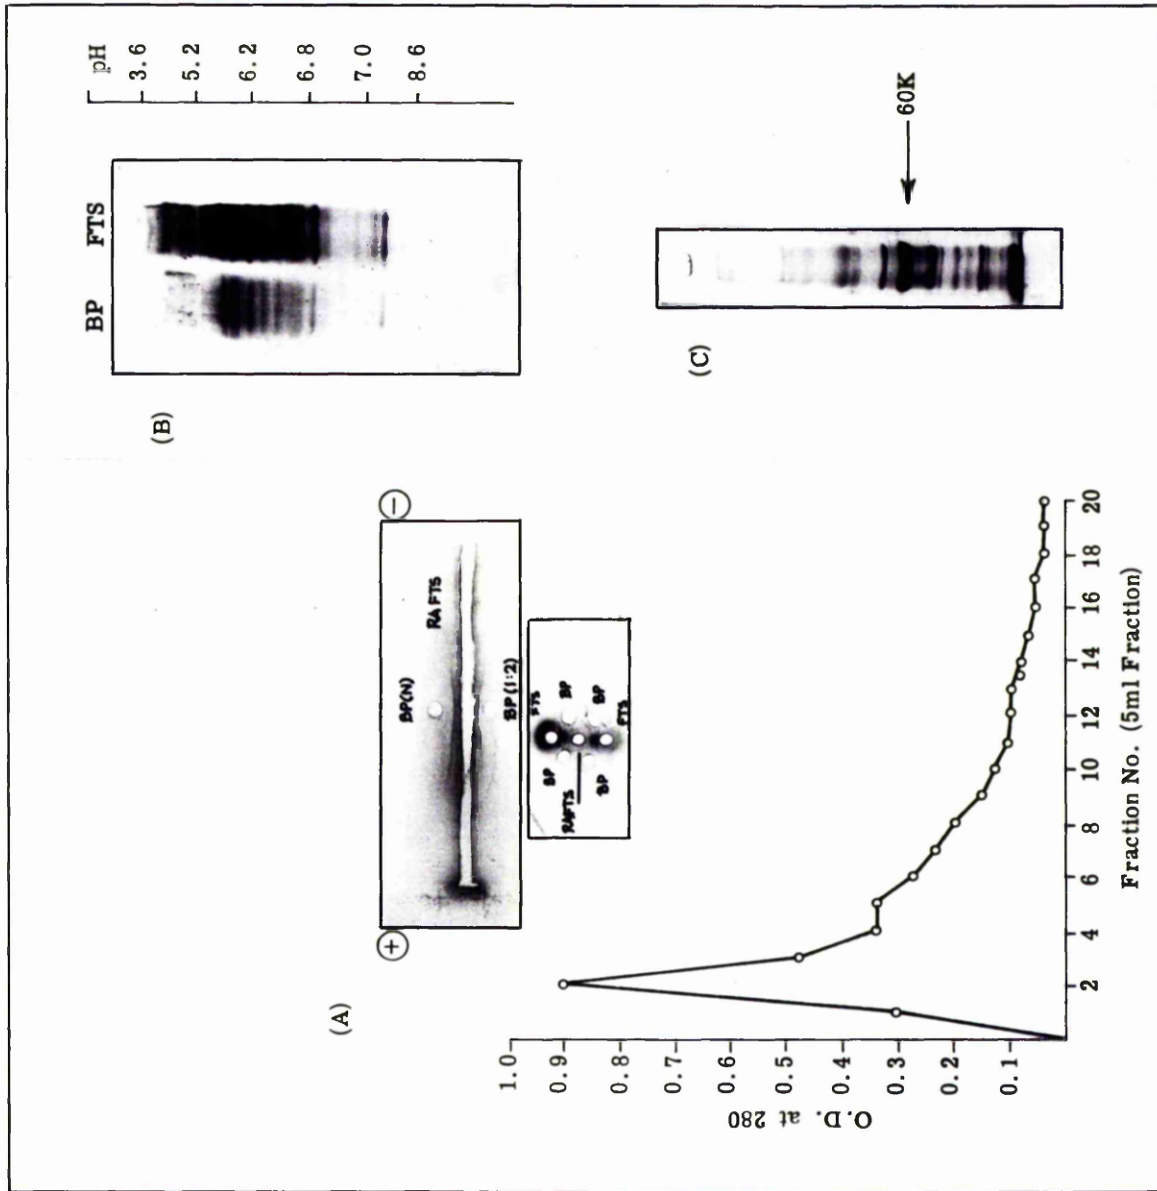 (A)
+
−
BP(N)
RA FTS
BP(1:2)
FTS
BP
BP
FTS
BP
BP
RAFTS
O.D. at 280
1.0
0.9
0.8
0.7
0.6
0.5
0.4
0.3
0.2
0.1
2
4
6
8
10
12
14
16
18
20
Fraction No. (5ml Fraction)
(B)
BP
FTS
pH
3.6
5.2
6.2
6.8
7.0
8.6
(C)
60K